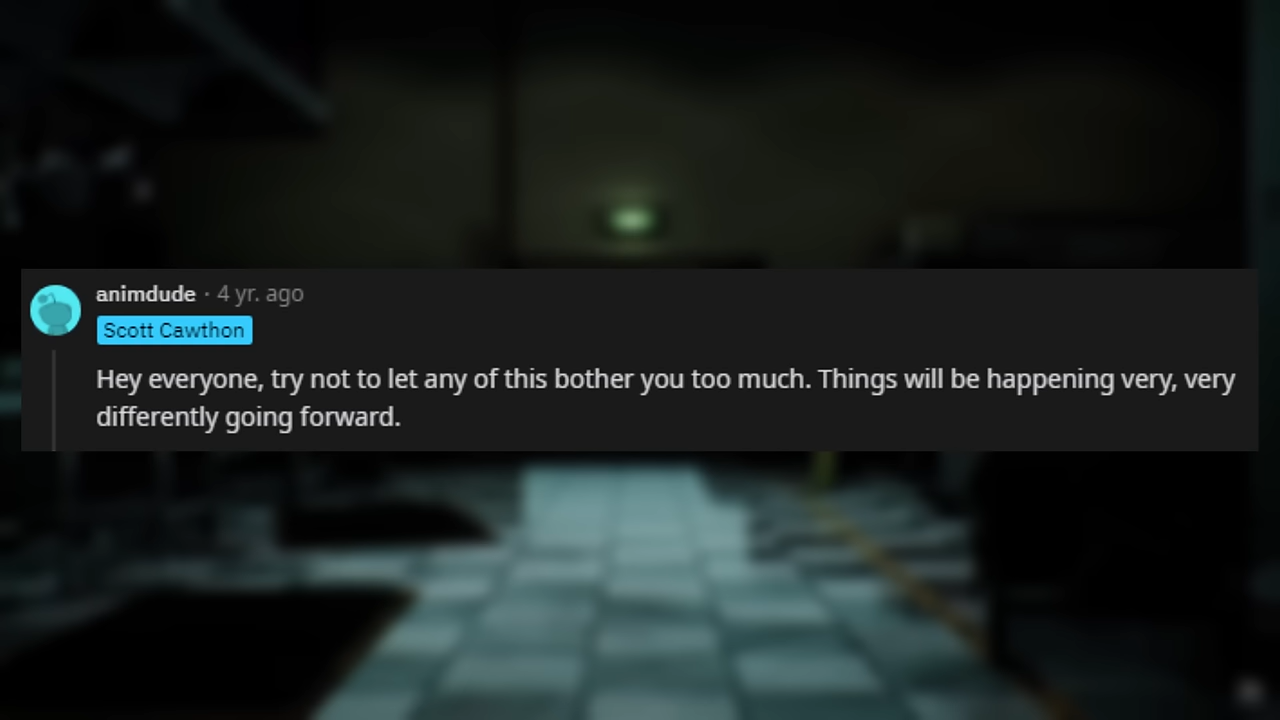 animdude · 4 yr. ago
Scott Cawthon
Hey everyone, try not to let any of this bother you too much. Things will be happening very, very
differently going forward.